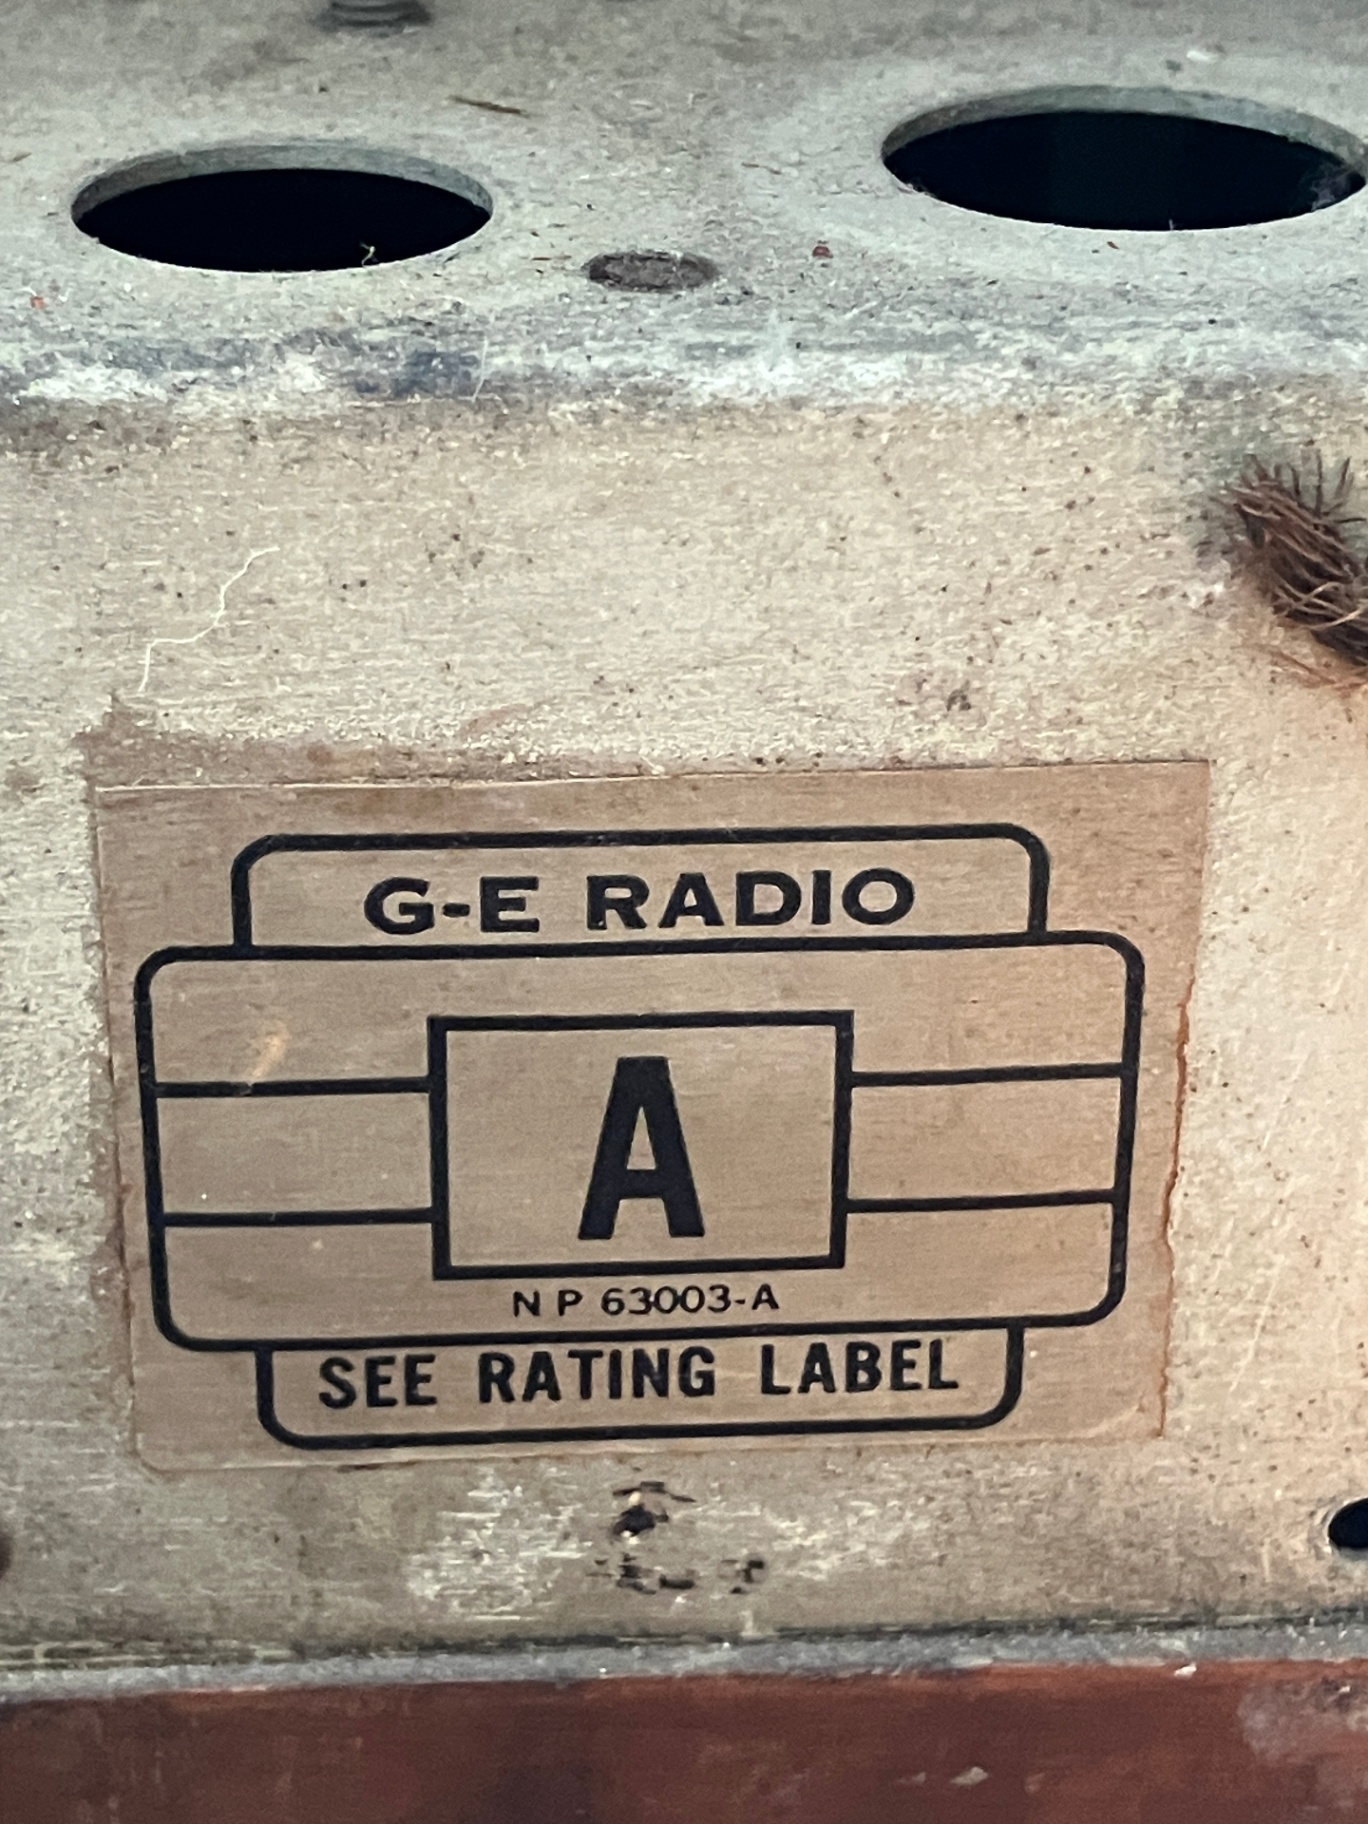 G-E RADIO
A
N P 63003-A
SEE RATING LABEL